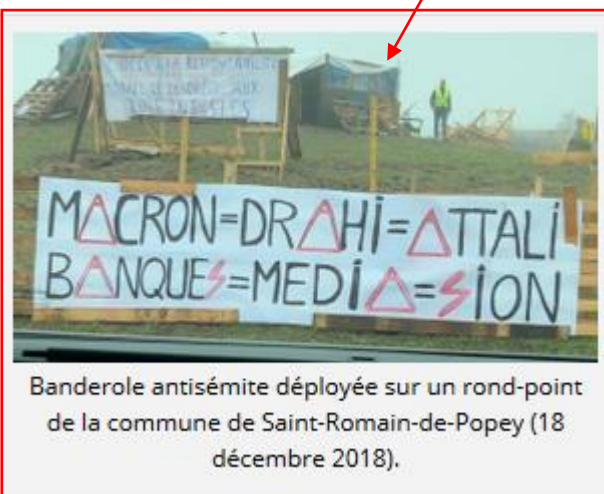 MACRON=DRAHi=ATTALi
BANQUES=MEDiA=SiON
Banderole antisémite déployée sur un rond-point
de la commune de Saint-Romain-de-Popey (18
décembre 2018).